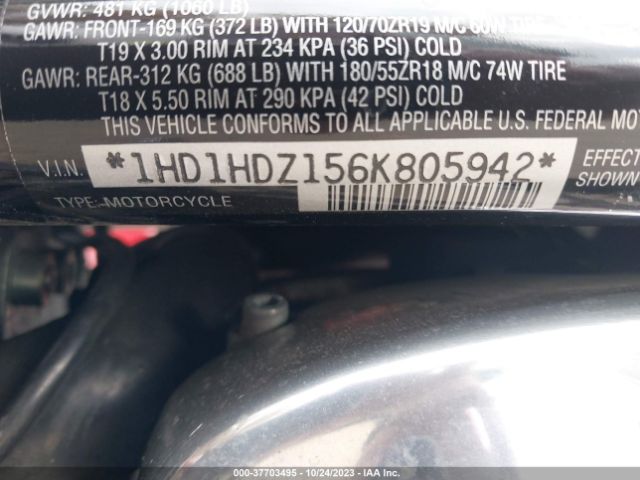 GVWR: 481 KG (1060 LB)
GAWR: FRONT-169 KG (372 LB) WITH 120/70ZR19 M/C 60W TIRE
T19 X 3.00 RIM AT 234 KPA (36 PSI) COLD
GAWR: REAR-312 KG (688 LB) WITH 180/55ZR18 M/C 74W TIRE
T18 X 5.50 RIM AT 290 KPA (42 PSI) COLD
THIS VEHICLE CONFORMS TO ALL APPLICABLE U.S. FEDERAL MOT
V.I.N. *1HD1HDZ156K805942* EFFECT
SHOWN
TYPE:-MOTORCYCLE
000-37703495 - 10/24/2023 - IAA Inc.